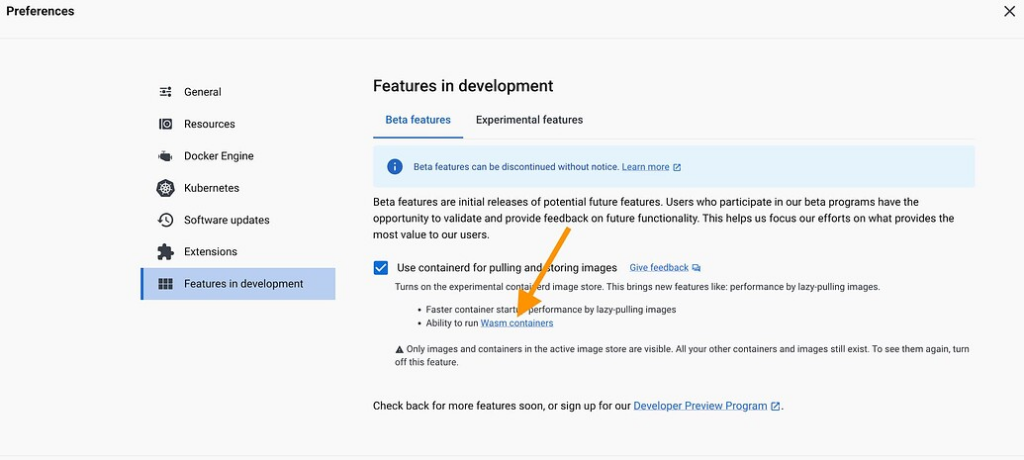 Preferences
General
Resources
Docker Engine
Kubernetes
Software updates
Extensions
Features in development
Features in development
Beta features
Experimental features
Beta features can be discontinued without notice. Learn more
Beta features are initial releases of potential future features. Users who participate in our beta programs have the
opportunity to validate and provide feedback on future functionality. This helps us focus our efforts on what provides the
most value to our users.
Use containerd for pulling and storing images Give feedback
Turns on the experimental containerd image store. This brings new features like: performance by lazy-pulling images.
• Faster container startup performance by lazy-pulling images
• Ability to run Wasm containers
Only images and containers in the active image store are visible. All your other containers and images still exist. To see them again, turn
off this feature.
Check back for more features soon, or sign up for our Developer Preview Program.